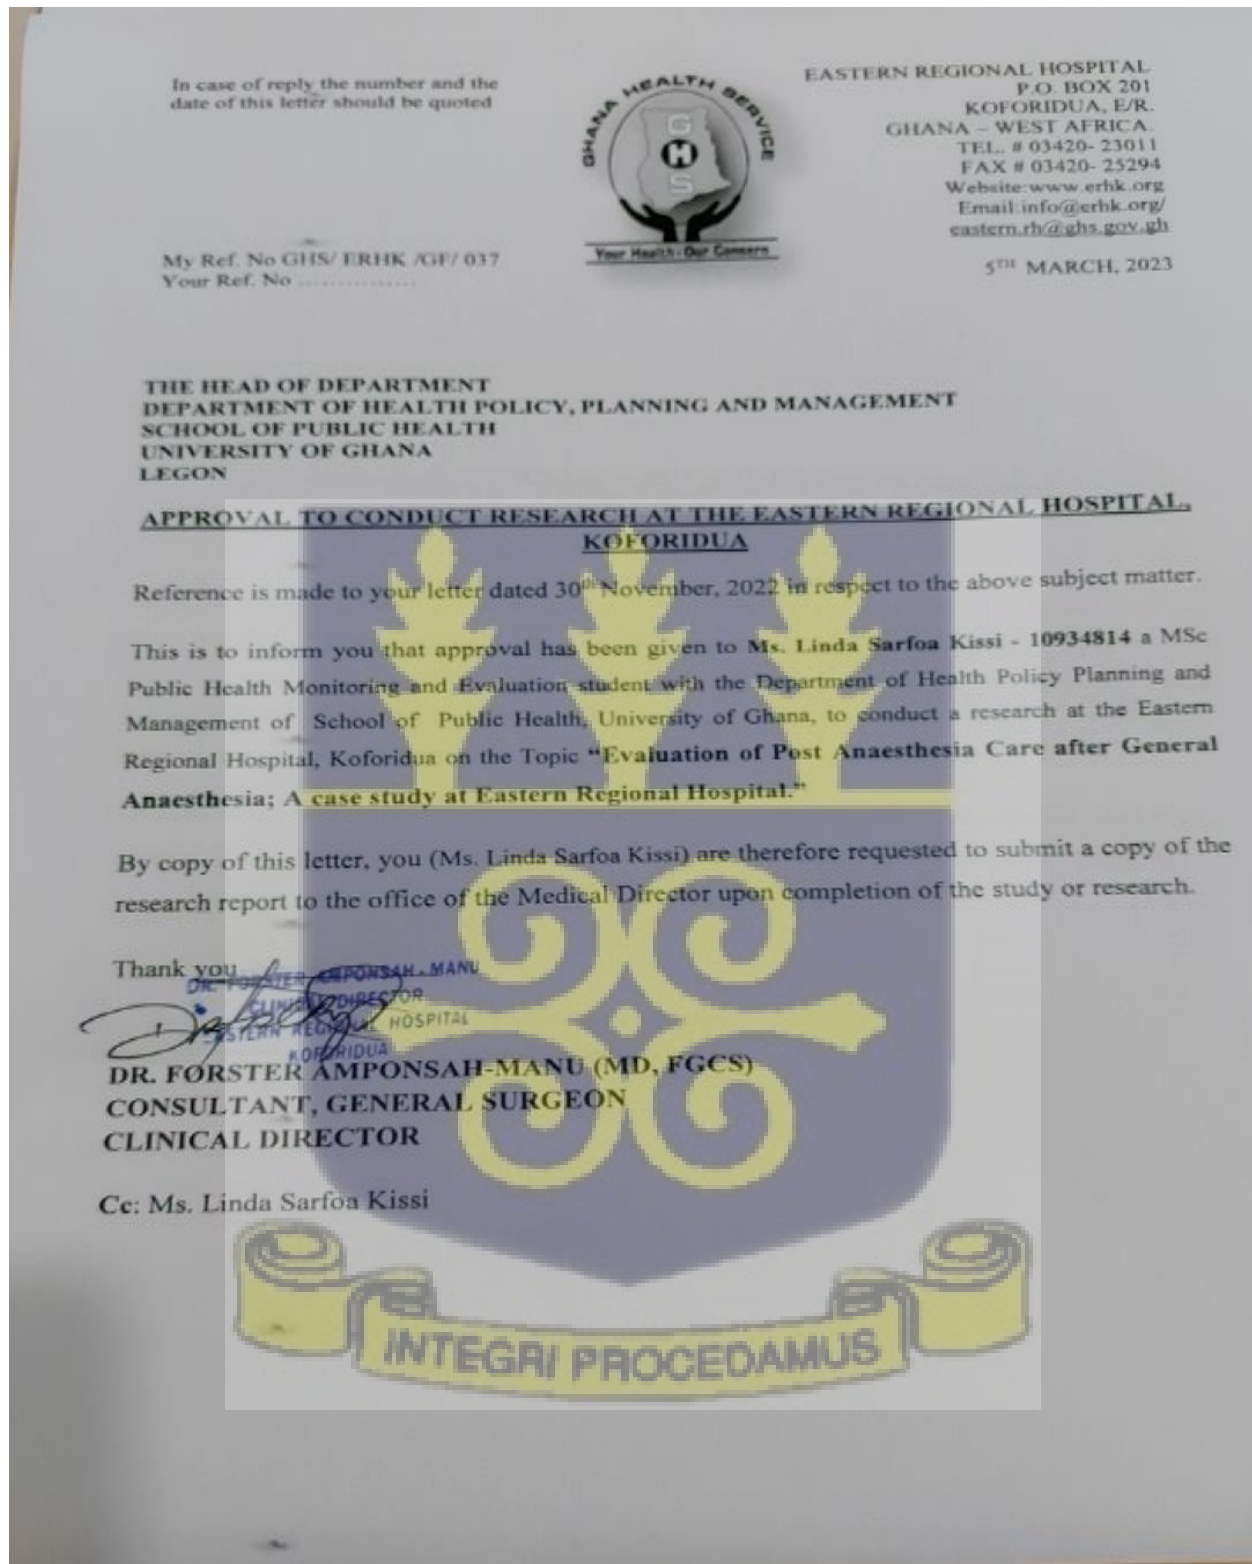 In case of reply the number and the
date of this letter should be quoted
GHANA HEALTH SERVICE
G
H
S
Your Health - Our Concern
EASTERN REGIONAL HOSPITAL
P.O. BOX 201
KOFORIDUA, E/R.
GHANA – WEST AFRICA.
TEL. # 03420- 23011
FAX # 03420- 25294
Website:www.erhk.org
Email:info@erhk.org/
eastern.rh@ghs.gov.gh
My Ref. No GHS/ ERHK /GF/ 037
Your Ref. No ................
5TH MARCH, 2023
THE HEAD OF DEPARTMENT
DEPARTMENT OF HEALTH POLICY, PLANNING AND MANAGEMENT
SCHOOL OF PUBLIC HEALTH
UNIVERSITY OF GHANA
LEGON
APPROVAL TO CONDUCT RESEARCH AT THE EASTERN REGIONAL HOSPITAL,
KOFORIDUA
Reference is made to your letter dated 30th November, 2022 in respect to the above subject matter.
This is to inform you that approval has been given to Ms. Linda Sarfoa Kissi - 10934814 a MSc
Public Health Monitoring and Evaluation student with the Department of Health Policy Planning and
Management of School of Public Health, University of Ghana, to conduct a research at the Eastern
Regional Hospital, Koforidua on the Topic “Evaluation of Post Anaesthesia Care after General
Anaesthesia; A case study at Eastern Regional Hospital.”
By copy of this letter, you (Ms. Linda Sarfoa Kissi) are therefore requested to submit a copy of the
research report to the office of the Medical Director upon completion of the study or research.
Thank you
DR. FORSTER AMPONSAH-MANU
CLINICAL DIRECTOR
EASTERN REGIONAL HOSPITAL
KOFORIDUA
DR. FORSTER AMPONSAH-MANU (MD, FGCS)
CONSULTANT, GENERAL SURGEON
CLINICAL DIRECTOR
Cc: Ms. Linda Sarfoa Kissi
INTEGRI PROCEDAMUS